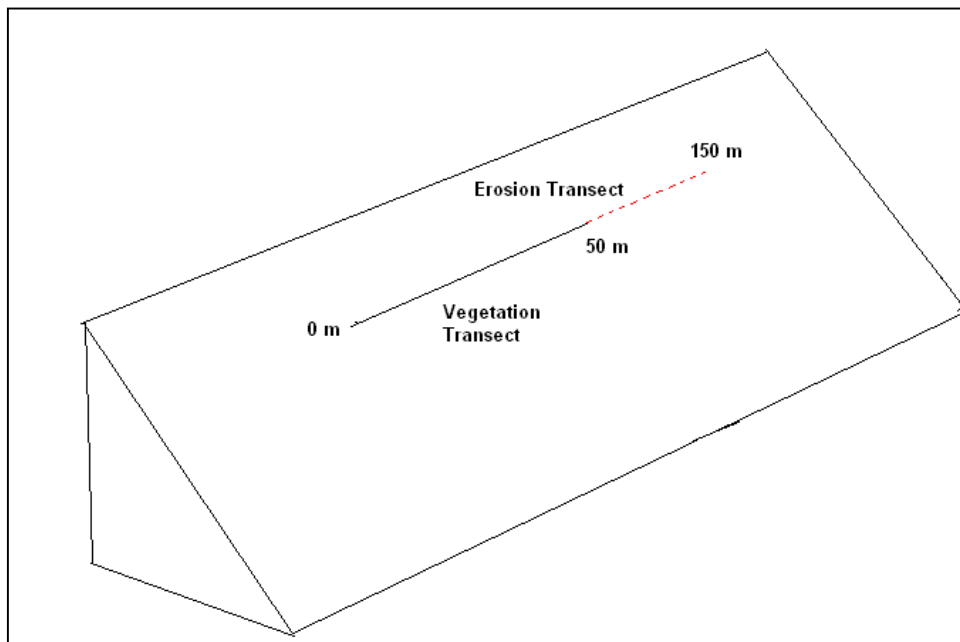 150 m
Erosion Transect
50 m
Vegetation
Transect
0 m